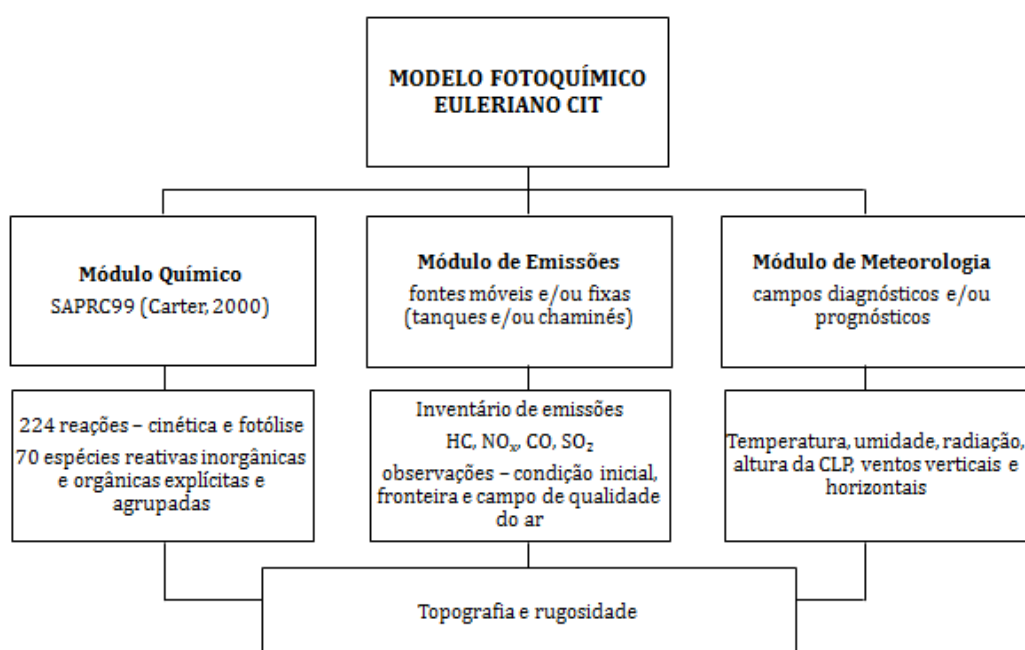 MODELO FOTOQUÍMICO
EULERIANO CIT
Módulo Químico
SAPRC99 (Carter, 2000)
Módulo de Emissões
fontes móveis e/ou fixas
(tanques e/ou chaminés)
Módulo de Meteorologia
campos diagnósticos e/ou
prognósticos
224 reações – cinética e fotólise
70 espécies reativas inorgânicas
e orgânicas explícitas e
agrupadas
Inventário de emissões
HC, NOₓ, CO, SO₂
observações – condição inicial,
fronteira e campo de qualidade
do ar
Temperatura, umidade, radiação,
altura da CLP, ventos verticais e
horizontais
Topografia e rugosidade